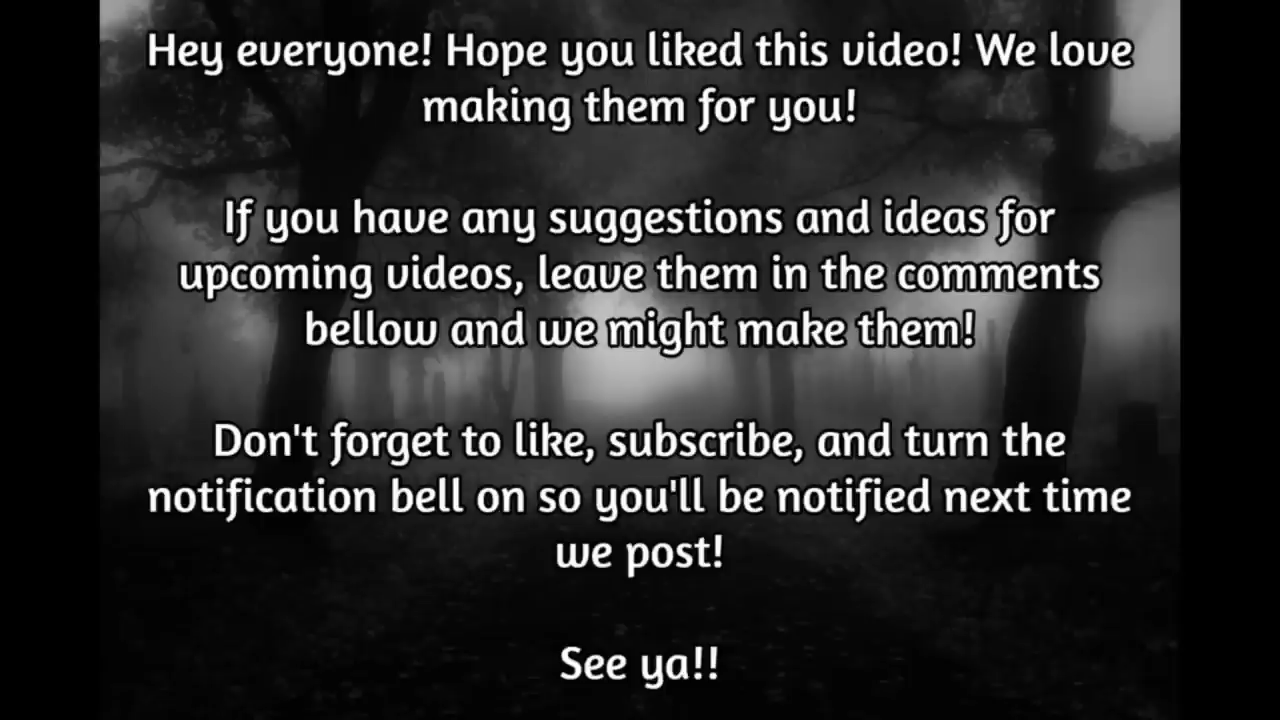 Hey everyone! Hope you liked this video! We love
making them for you!
If you have any suggestions and ideas for
upcoming videos, leave them in the comments
bellow and we might make them!
Don't forget to like, subscribe, and turn the
notification bell on so you'll be notified next time
we post!
See ya!!